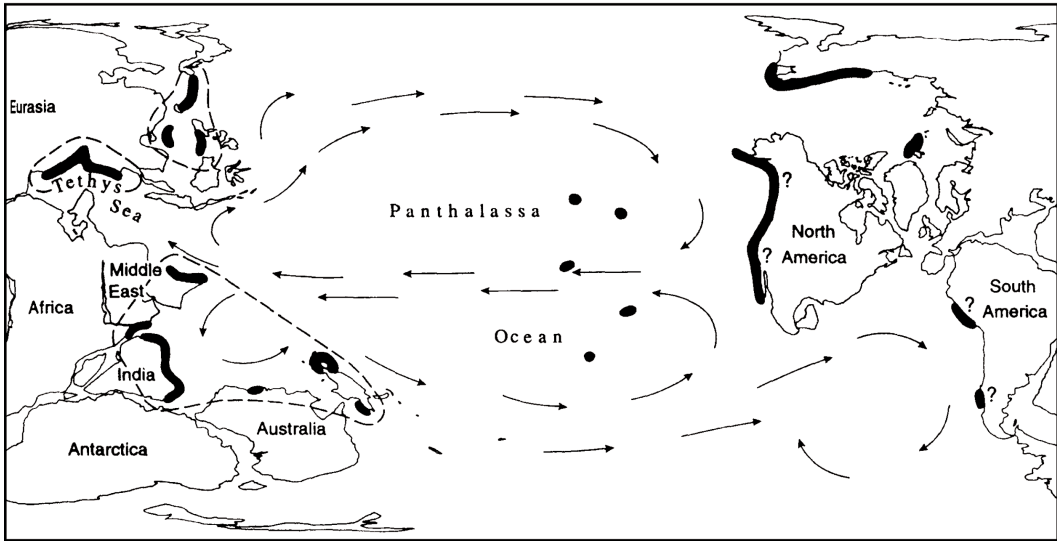 Eurasia
Tethys
Sea
Panthalassa
?
North
America
?
Middle
East
Africa
South
America
?
Ocean
India
?
Australia
Antarctica